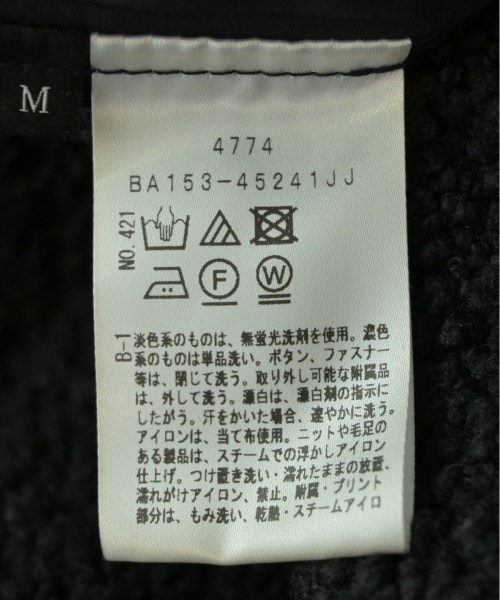 M
4774
BA153-45241JJ
NO.421
F
W
B-1
淡色系のものは、無蛍光洗剤を使用。濃色
系のものは単品洗い。ボタン、ファスナー
等は、閉じて洗う。取り外し可能な附属品
は、外して洗う。漂白は、漂白剤の指示に
したがう。汗をかいた場合、速やかに洗う。
アイロンは、当て布使用。ニットや毛足の
ある製品は、スチームでの浮かしアイロン
仕上げ。つけ置き洗い・濡れたままの放置、
濡れがけアイロン、禁止。附属・プリント
部分は、もみ洗い、乾熱・スチームアイロ